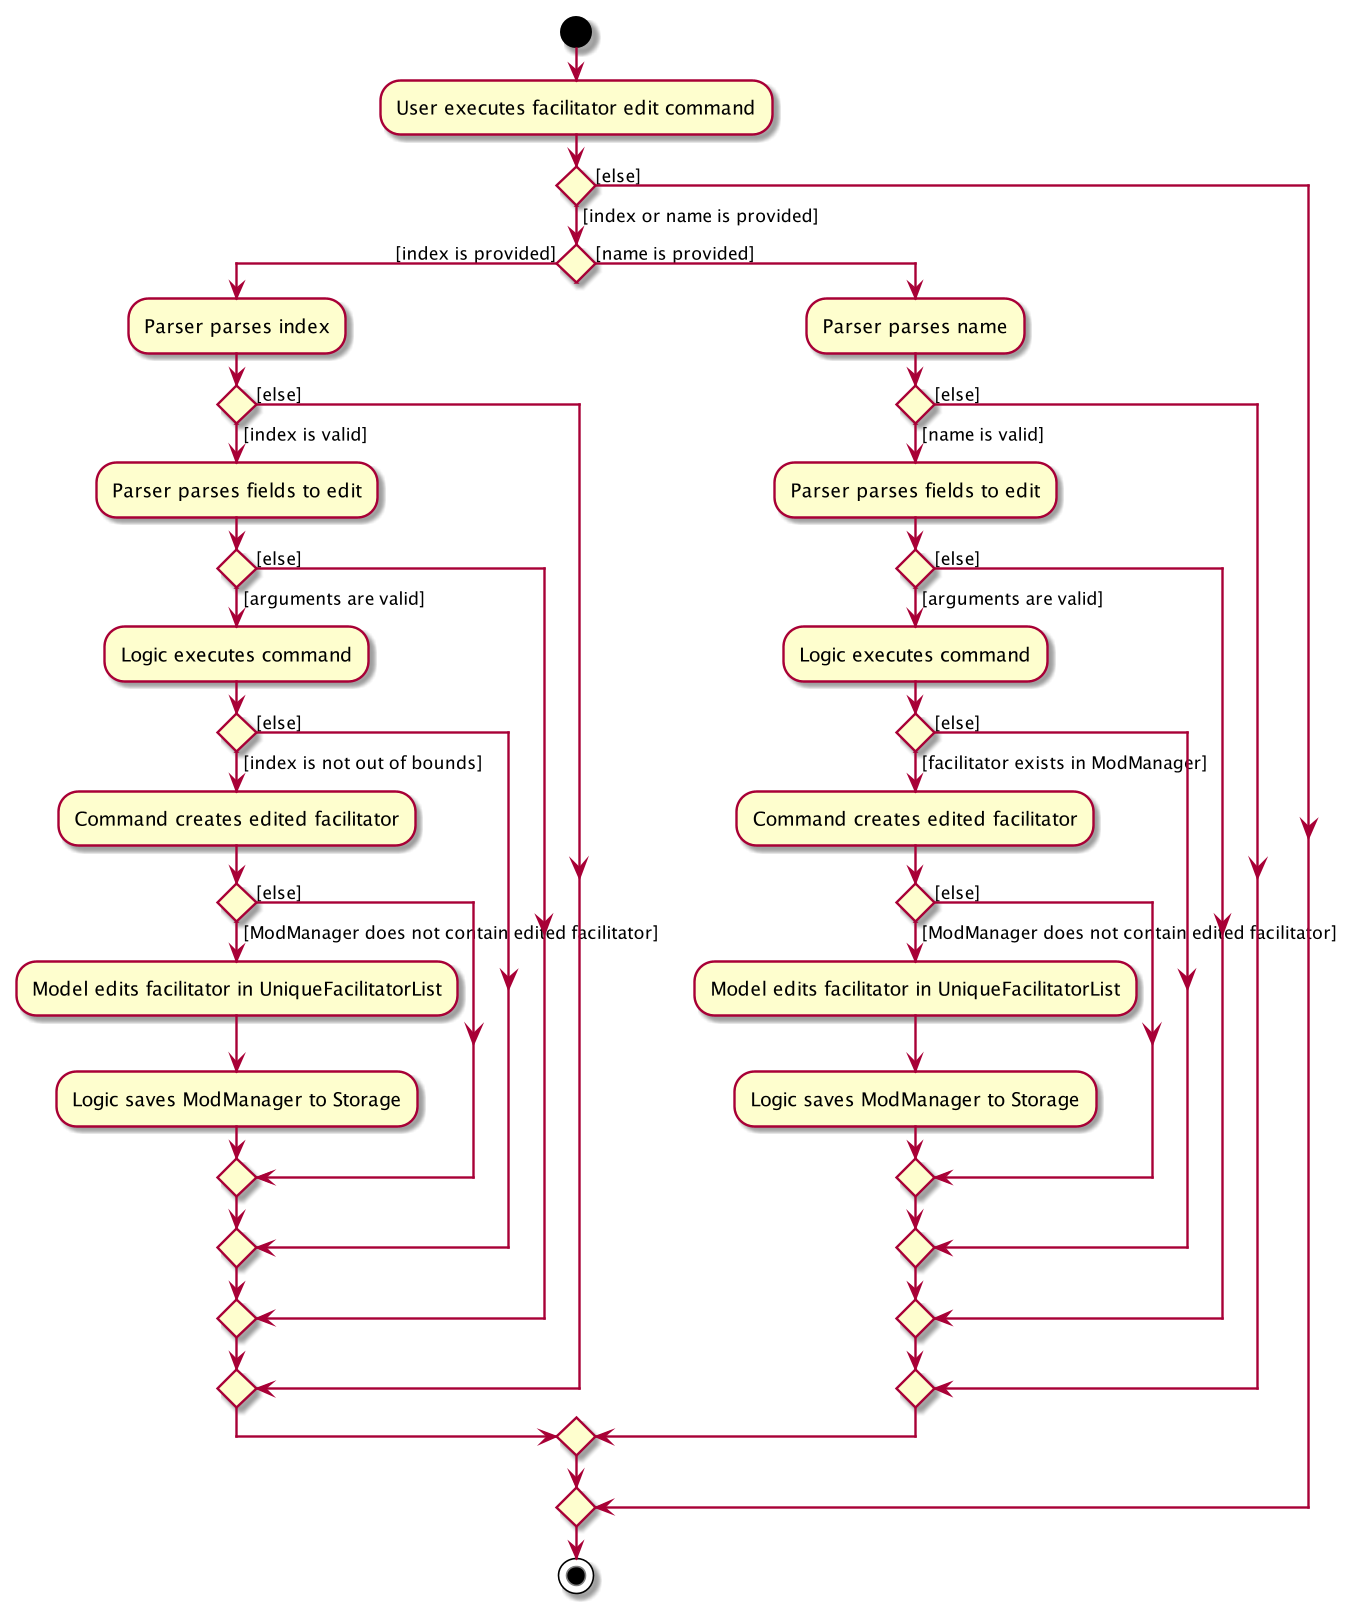 User executes facilitator edit command
[else]
[index or name is provided]
[index is provided]
[name is provided]
Parser parses index
Parser parses name
[else]
[else]
[index is valid]
[name is valid]
Parser parses fields to edit
Parser parses fields to edit
[else]
[else]
[arguments are valid]
[arguments are valid]
Logic executes command
Logic executes command
[else]
[else]
[index is not out of bounds]
[facilitator exists in ModManager]
Command creates edited facilitator
Command creates edited facilitator
[else]
[else]
[ModManager does not contain edited facilitator]
[ModManager does not contain edited facilitator]
Model edits facilitator in UniqueFacilitatorList
Model edits facilitator in UniqueFacilitatorList
Logic saves ModManager to Storage
Logic saves ModManager to Storage